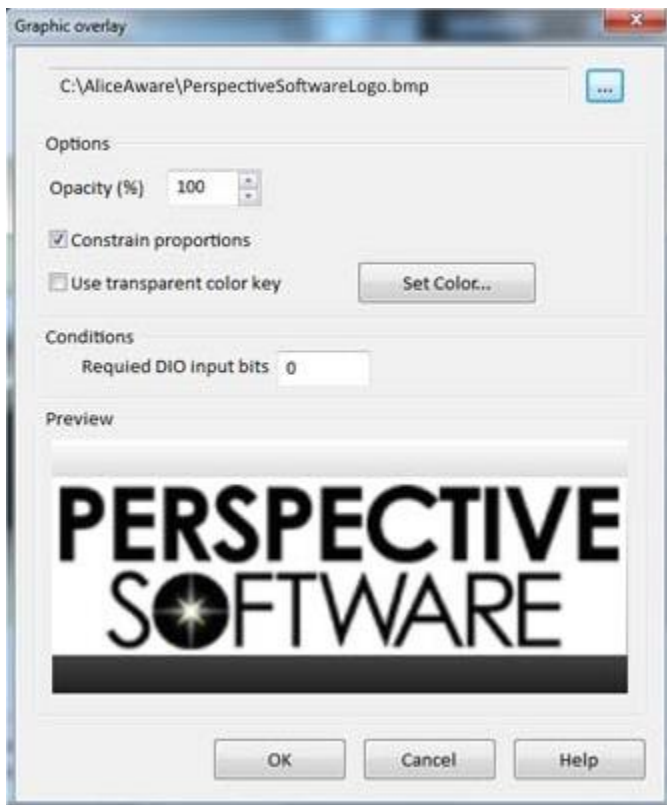 Graphic overlay
C:\AliceAware\PerspectiveSoftwareLogo.bmp
...
Options
Opacity (%) 100
Constrain proportions
Use transparent color key Set Color...
Conditions
Requied DIO input bits 0
Preview
PERSPECTIVE
SOFTWARE
OK Cancel Help